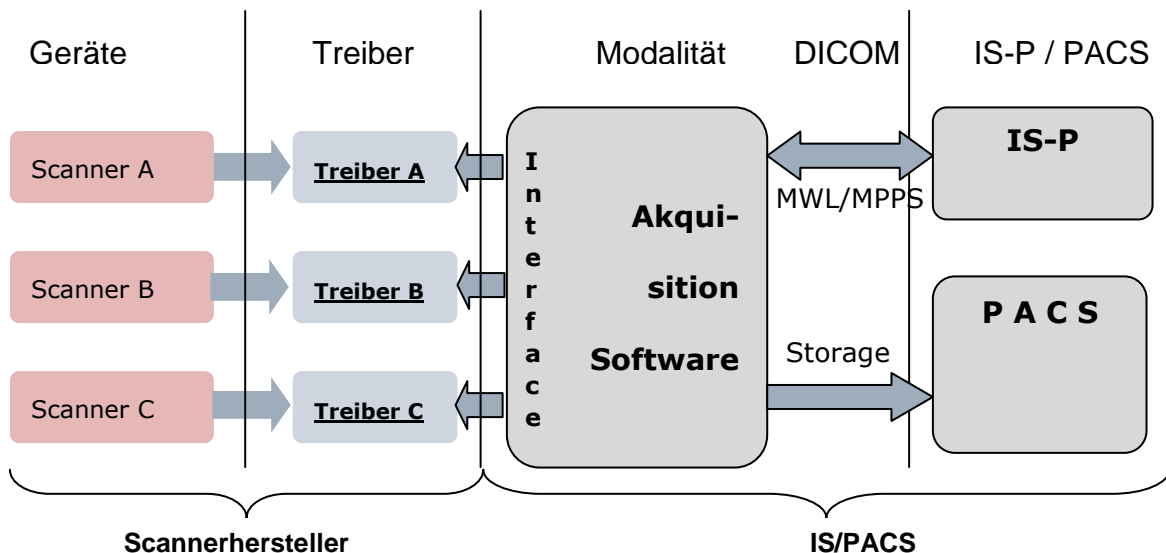 Geräte
Treiber
Modalität
DICOM
IS-P / PACS
Scanner A
Treiber A
Interface
Akqui-
sition
Software
MWL/MPPS
IS-P
Scanner B
Treiber B
Scanner C
Treiber C
Storage
P A C S
Scannerhersteller
IS/PACS